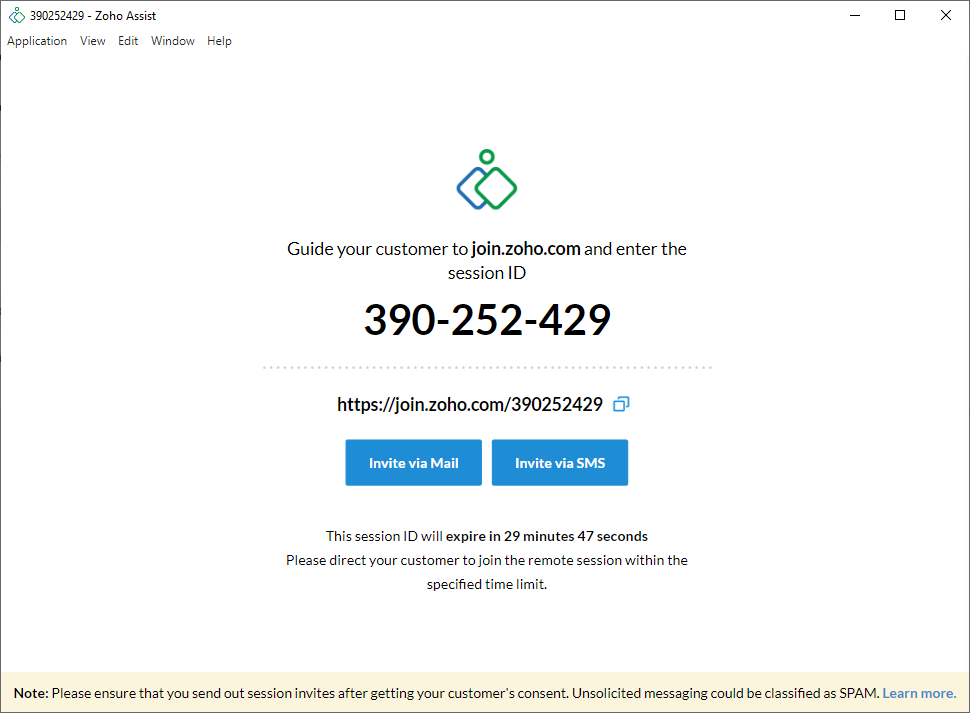 390252429 - Zoho Assist
Application View Edit Window Help
Guide your customer to join.zoho.com and enter the
session ID
390-252-429
https://join.zoho.com/390252429
Invite via Mail Invite via SMS
This session ID will expire in 29 minutes 47 seconds
Please direct your customer to join the remote session within the
specified time limit.
Note: Please ensure that you send out session invites after getting your customer's consent. Unsolicited messaging could be classified as SPAM. Learn more.